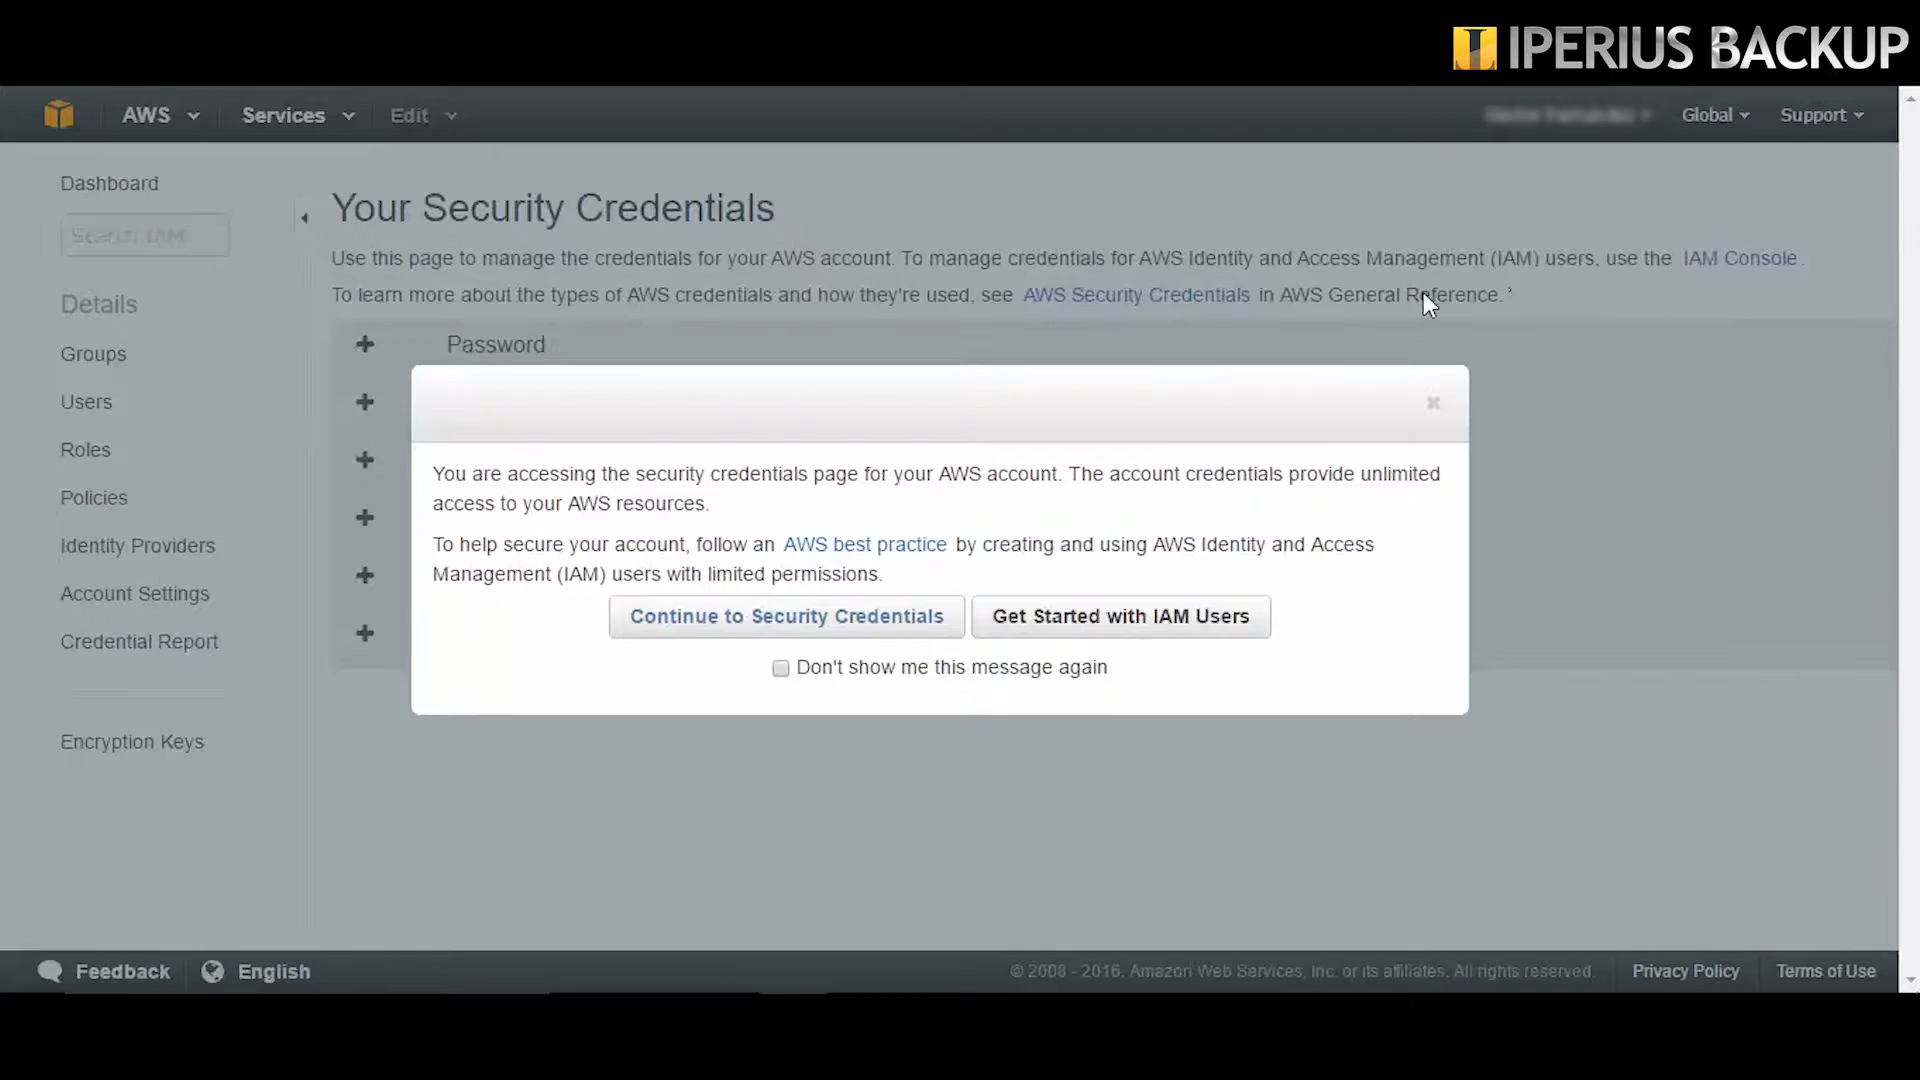 IPERIUS BACKUP
AWS Services Edit Global Support
Dashboard
Search IAM
Details
Groups
Users
Roles
Policies
Identity Providers
Account Settings
Credential Report
Encryption Keys
Your Security Credentials
Use this page to manage the credentials for your AWS account. To manage credentials for AWS Identity and Access Management (IAM) users, use the IAM Console.
To learn more about the types of AWS credentials and how they're used, see AWS Security Credentials in AWS General Reference.
Password
You are accessing the security credentials page for your AWS account. The account credentials provide unlimited
access to your AWS resources.
To help secure your account, follow an AWS best practice by creating and using AWS Identity and Access
Management (IAM) users with limited permissions.
Continue to Security Credentials Get Started with IAM Users
Don't show me this message again
Feedback English © 2008 - 2016, Amazon Web Services, Inc. or its affiliates. All rights reserved. Privacy Policy Terms of Use